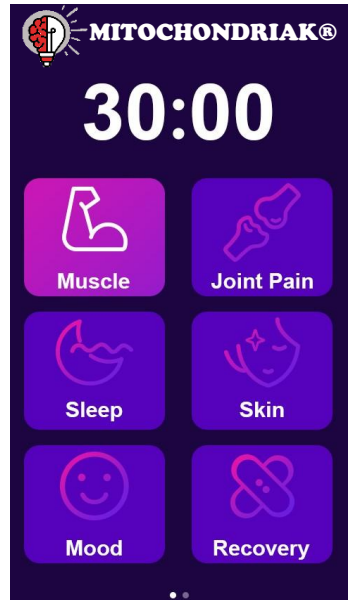 MITOCHONDRIAK®
30:00
Muscle
Joint Pain
Sleep
Skin
Mood
Recovery